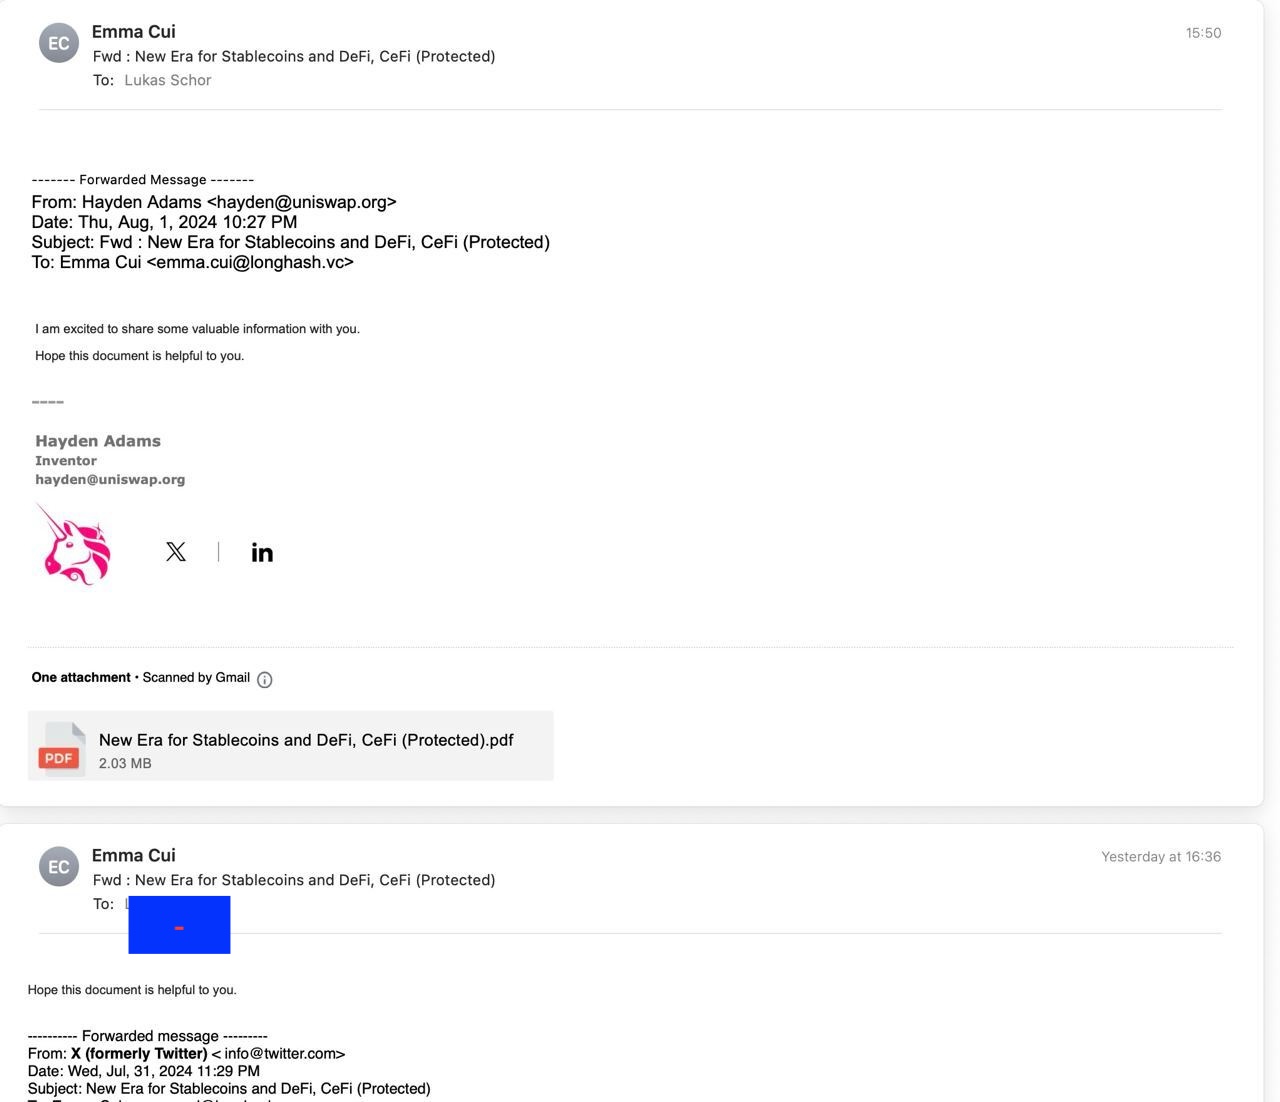 EC
Emma Cui
15:50
Fwd : New Era for Stablecoins and DeFi, CeFi (Protected)
To: Lukas Schor
------- Forwarded Message -------
From: Hayden Adams <hayden@uniswap.org>
Date: Thu, Aug, 1, 2024 10:27 PM
Subject: Fwd : New Era for Stablecoins and DeFi, CeFi (Protected)
To: Emma Cui <emma.cui@longhash.vc>
I am excited to share some valuable information with you.
Hope this document is helpful to you.
----
Hayden Adams
Inventor
hayden@uniswap.org
X | in
One attachment • Scanned by Gmail
PDF
New Era for Stablecoins and DeFi, CeFi (Protected).pdf
2.03 MB
EC
Emma Cui
Yesterday at 16:36
Fwd : New Era for Stablecoins and DeFi, CeFi (Protected)
To:
-
Hope this document is helpful to you.
---------- Forwarded message ---------
From: X (formerly Twitter) < info@twitter.com>
Date: Wed, Jul, 31, 2024 11:29 PM
Subject: New Era for Stablecoins and DeFi, CeFi (Protected)